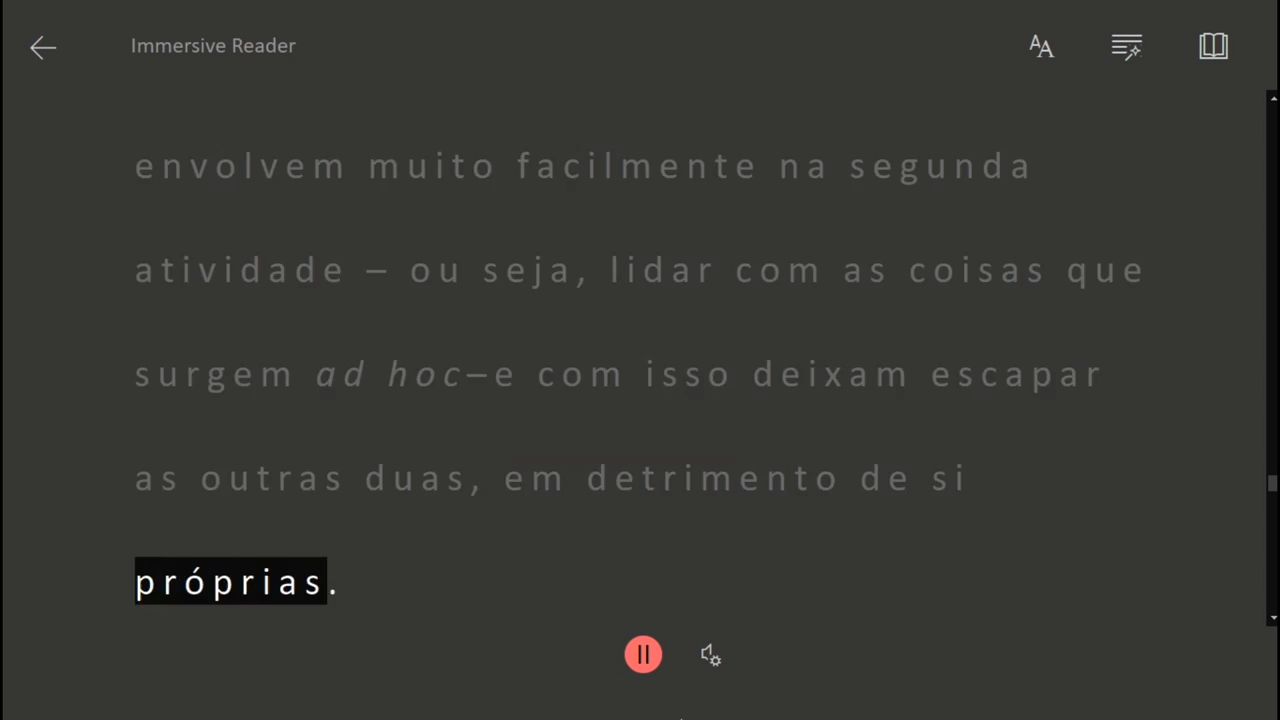 Immersive Reader
envolvem muito facilmente na segunda
atividade – ou seja, lidar com as coisas que
surgem ad hoc–e com isso deixam escapar
as outras duas, em detrimento de si
próprias.